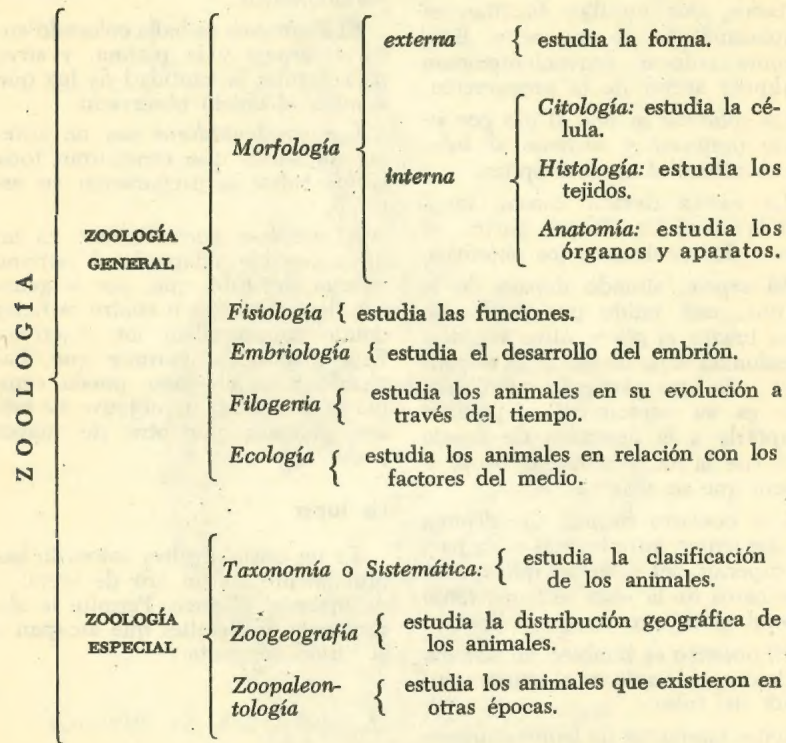 ZOOLOGÍA
ZOOLOGÍA
GENERAL
Morfología
externa { estudia la forma.
interna
Citología: estudia la cé-
lula.
Histología: estudia los
tejidos.
Anatomía: estudia los
órganos y aparatos.
Fisiología { estudia las funciones.
Embriología { estudia el desarrollo del embrión.
Filogenia { estudia los animales en su evolución a
través del tiempo.
Ecología { estudia los animales en relación con los
factores del medio.
ZOOLOGÍA
ESPECIAL
Taxonomía o Sistemática: { estudia la clasificación
de los animales.
Zoogeografía { estudia la distribución geográfica de
los animales.
Zoopaleon-
tología { estudia los animales que existieron en
otras épocas.